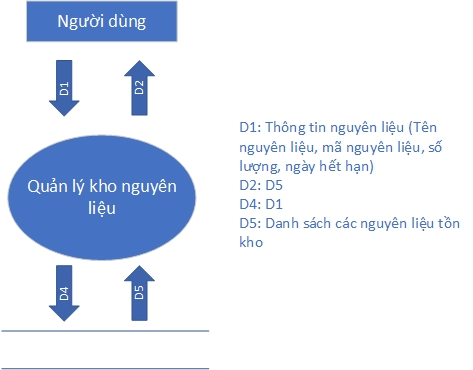 Người dùng
D1
D2
Quản lý kho nguyên
liệu
D4
D5
D1: Thông tin nguyên liệu (Tên
nguyên liệu, mã nguyên liệu, số
lượng, ngày hết hạn)
D2: D5
D4: D1
D5: Danh sách các nguyên liệu tồn
kho